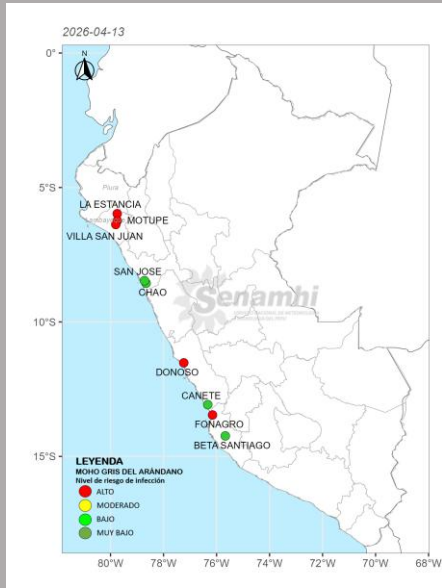 2026-04-13
N
0°
5°S
10°S
15°S
Piura
LA ESTANCIA
Lambayeque
MOTUPE
VILLA SAN JUAN
SAN JOSE
CHAO
Senamhi
DONOSO
CANETE
FONAGRO
BETA SANTIAGO
LEYENDA
MOHO GRIS DEL ARÁNDANO
Nivel de riesgo de infección
ALTO
MODERADO
BAJO
MUY BAJO
80°W 78°W 76°W 74°W 72°W 70°W 68°W